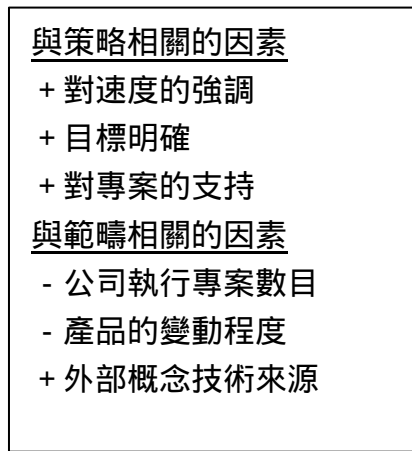 與策略相關的因素
+ 對速度的強調
+ 目標明確
+ 對專案的支持
與範疇相關的因素
- 公司執行專案數目
- 產品的變動程度
+ 外部概念技術來源